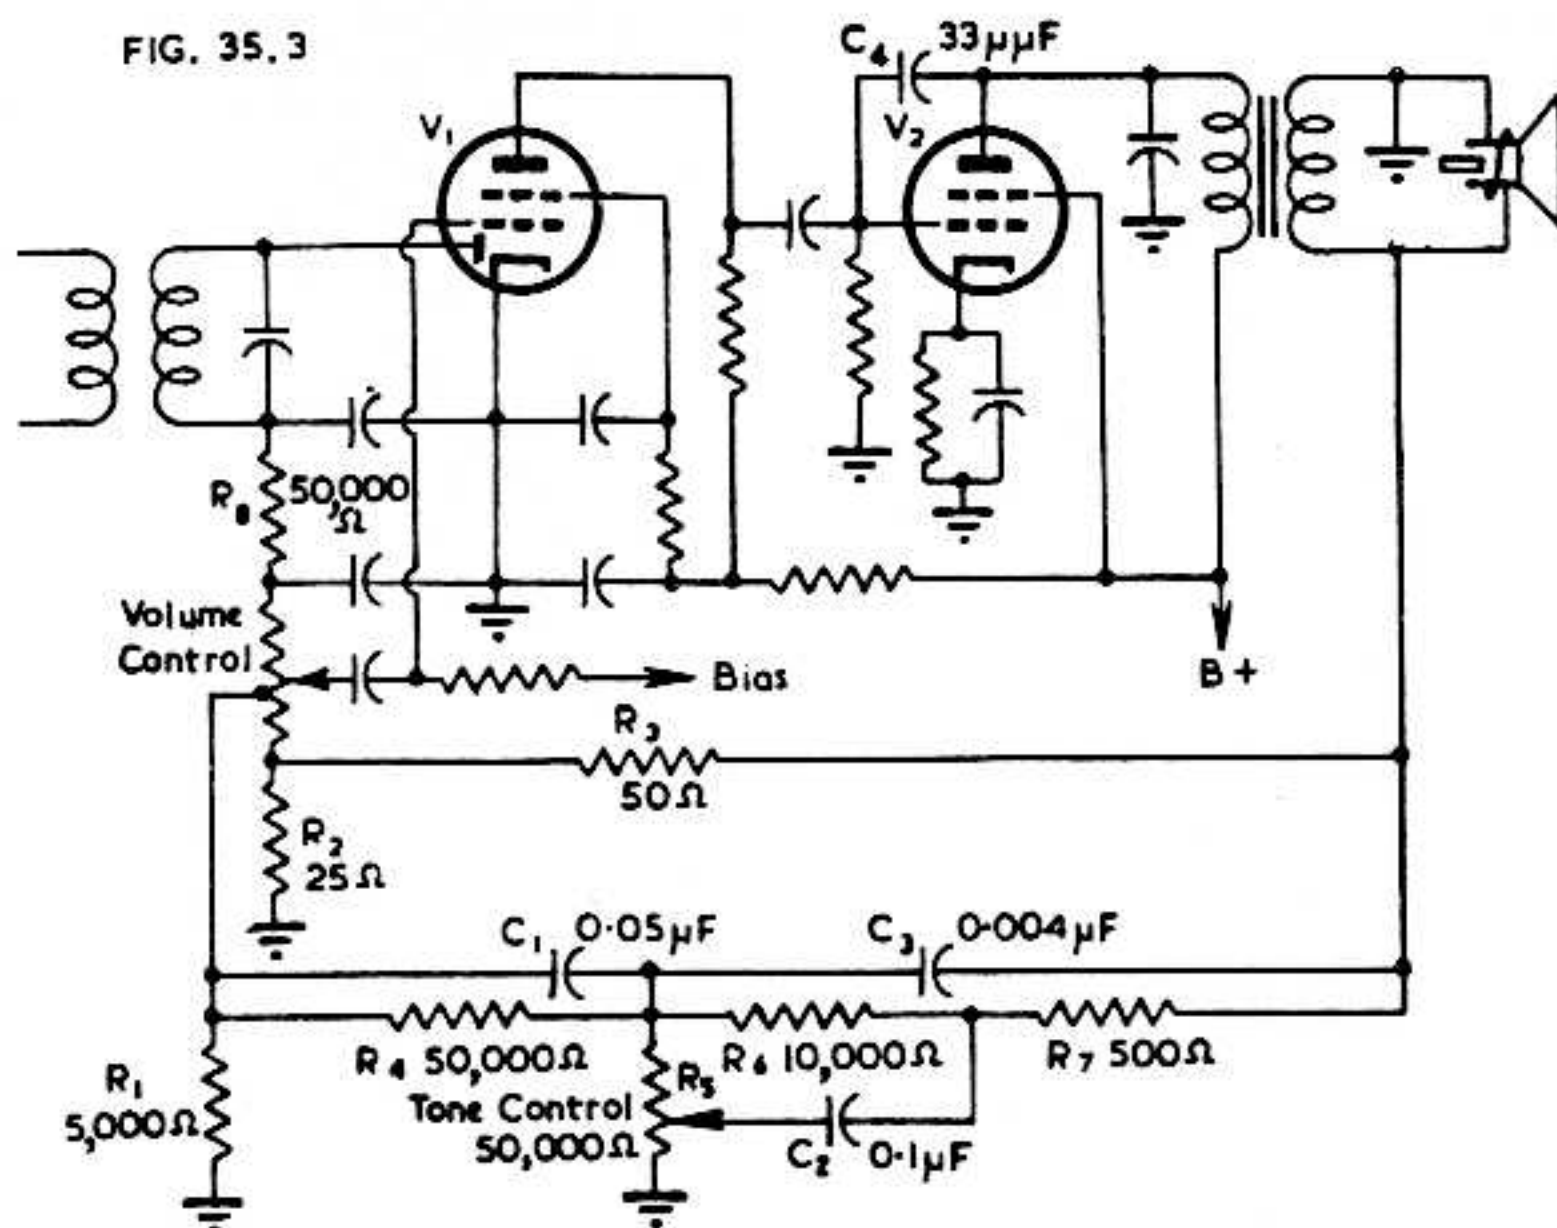 FIG. 35.3
C4 33μμF
V1
V2
R8 50,000
Ω
Volume
Control
Bias
B+
R3
50Ω
R2
25Ω
C1 0·05μF
C3 0·004μF
R4 50,000Ω
R6 10,000Ω
R7 500Ω
R1
5,000Ω
R5
Tone Control
50,000Ω
C2 0·1μF